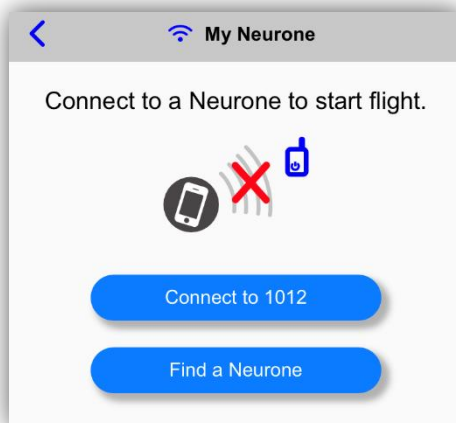 My Neurone
Connect to a Neurone to start flight.
Connect to 1012
Find a Neurone